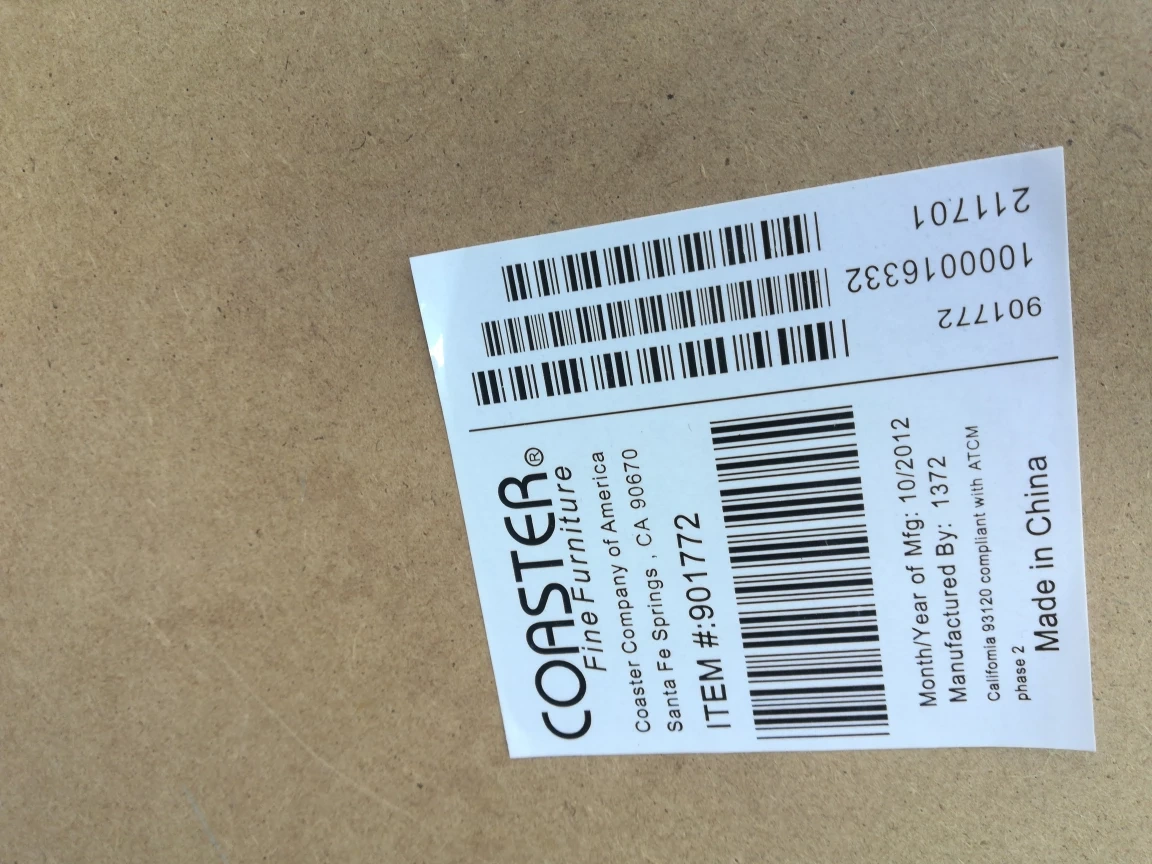 COASTER®
Fine Furniture
Coaster Company of America
Santa Fe Springs , CA 90670
ITEM #:901772
Month/Year of Mfg: 10/2012
Manufactured By: 1372
California 93120 compliant with ATCM
phase 2
Made in China
901772
1000016332
211701